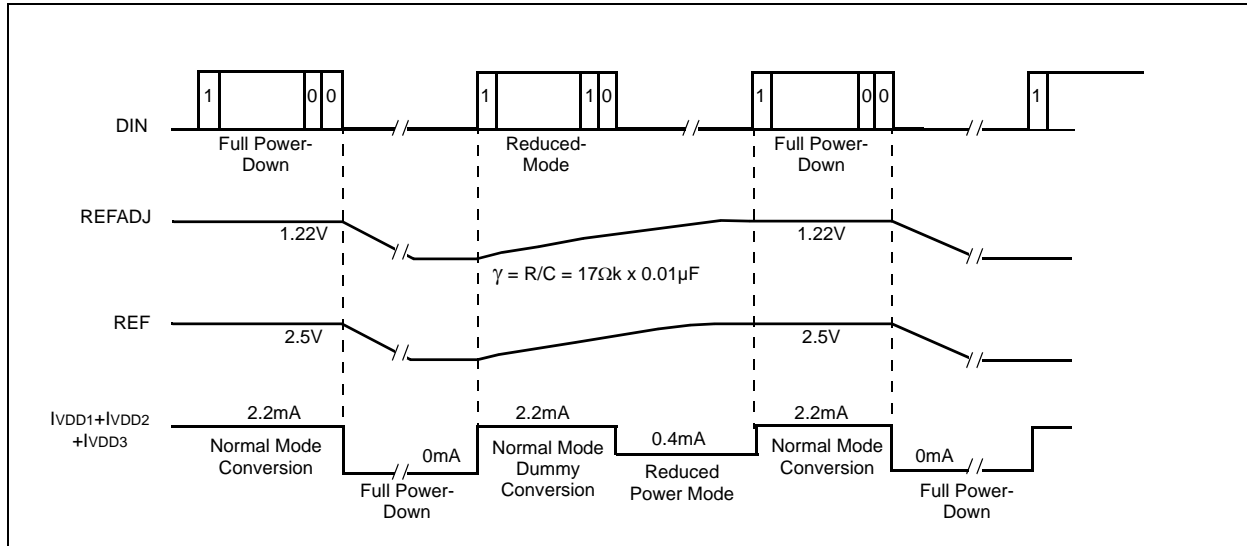 1 0 0 1 1 0 1 0 0 1
DIN
Full Power-
Down
Reduced-
Mode
Full Power-
Down
REFADJ
1.22V
1.22V
γ = R/C = 17Ωk x 0.01µF
REF
2.5V
2.5V
IVDD1+IVDD2
+IVDD3
2.2mA
Normal Mode
Conversion
0mA
Full Power-
Down
2.2mA
Normal Mode
Dummy
Conversion
0.4mA
Reduced
Power Mode
2.2mA
Normal Mode
Conversion
0mA
Full Power-
Down